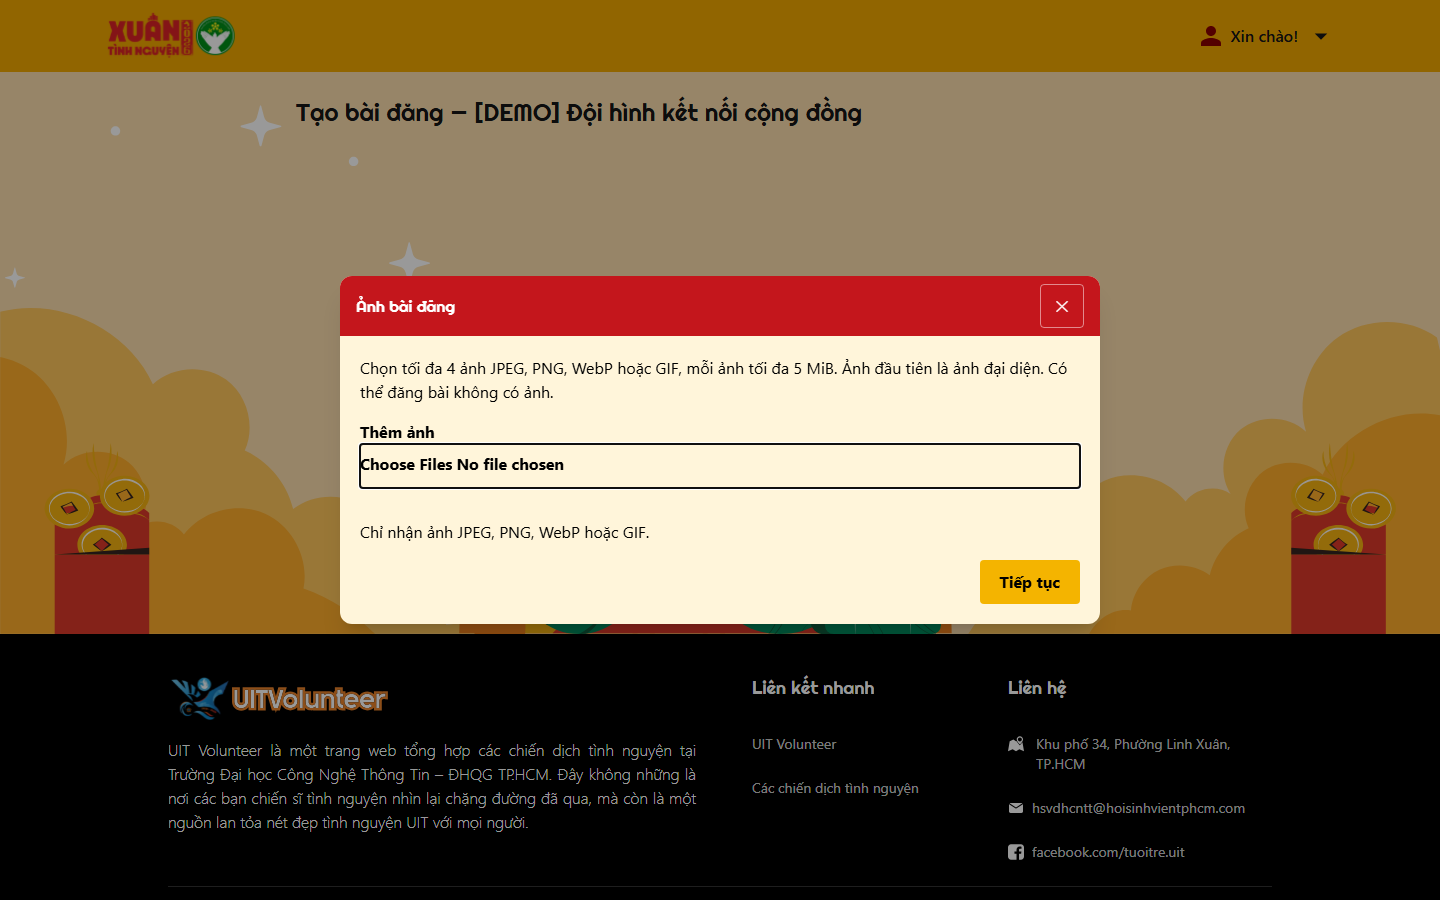 XUÂN
TÌNH NGUYỆN
Xin chào!
Tạo bài đăng – [DEMO] Đội hình kết nối cộng đồng
Ảnh bài đăng
Chọn tối đa 4 ảnh JPEG, PNG, WebP hoặc GIF, mỗi ảnh tối đa 5 MiB. Ảnh đầu tiên là ảnh đại diện. Có
thể đăng bài không có ảnh.
Thêm ảnh
Choose Files No file chosen
Chỉ nhận ảnh JPEG, PNG, WebP hoặc GIF.
Tiếp tục
UITVolunteer
UIT Volunteer là một trang web tổng hợp các chiến dịch tình nguyện tại
Trường Đại học Công Nghệ Thông Tin – ĐHQG TP.HCM. Đây không những là
nơi các bạn chiến sĩ tình nguyện nhìn lại chặng đường đã qua, mà còn là một
nguồn lan tỏa nét đẹp tình nguyện UIT với mọi người.
Liên kết nhanh
UIT Volunteer
Các chiến dịch tình nguyện
Liên hệ
Khu phố 34, Phường Linh Xuân,
TP.HCM
hsvdhcntt@hoisinhvientphcm.com
facebook.com/tuoitre.uit